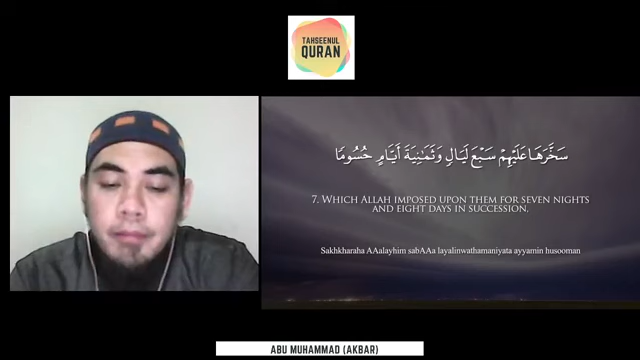 TAHSEENUL
QURAN
سَخَّرَهَا عَلَيْهِمْ سَبْعَ لَيَالٍ وَثَمَٰنِيَةَ أَيَّامٍ حُسُومًا
7. WHICH ALLAH IMPOSED UPON THEM FOR SEVEN NIGHTS
AND EIGHT DAYS IN SUCCESSION,
Sakhkharaha AAalayhim sabAAa layalinwathamaniyata ayyamin husooman
ABU MUHAMMAD (AKBAR)